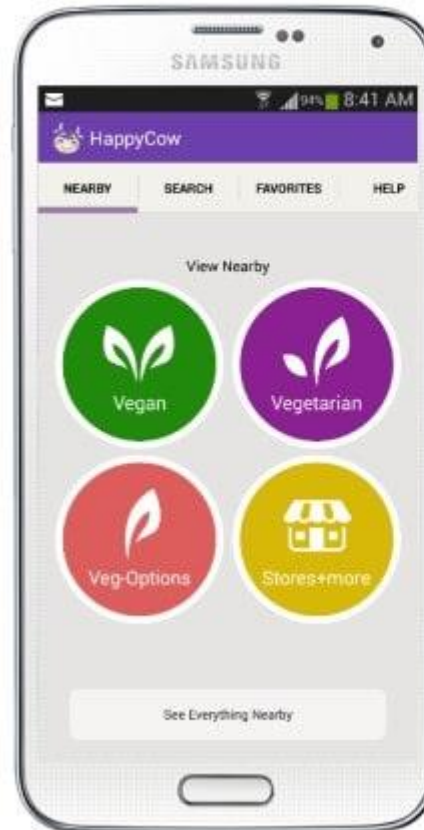 SAMSUNG
94% 8:41 AM
HappyCow
NEARBY SEARCH FAVORITES HELP
View Nearby
Vegan Vegetarian
Veg-Options Stores+more
See Everything Nearby